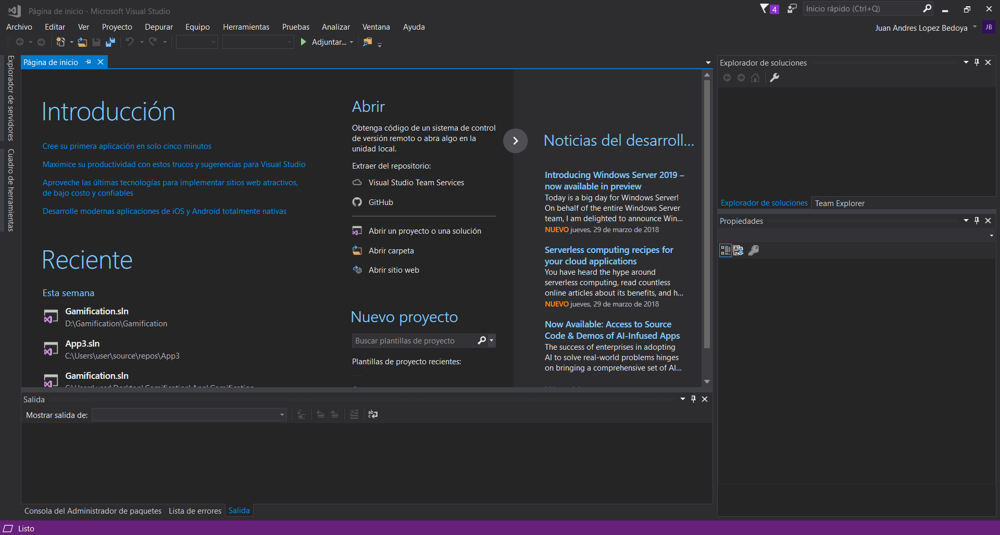 Página de inicio - Microsoft Visual Studio
4
Inicio rápido (Ctrl+Q)
Archivo Editar Ver Proyecto Depurar Equipo Herramientas Pruebas Analizar Ventana Ayuda
Juan Andres Lopez Bedoya JB
Adjuntar...
Explorador de servidores
Cuadro de herramientas
Página de inicio
Introducción
Cree su primera aplicación en solo cinco minutos
Maximice su productividad con estos trucos y sugerencias para Visual Studio
Aproveche las últimas tecnologías para implementar sitios web atractivos,
de bajo costo y confiables
Desarrolle modernas aplicaciones de iOS y Android totalmente nativas
Reciente
Esta semana
Gamification.sln
D:\Gamification\Gamification
App3.sln
C:\Users\user\source\repos\App3
Gamification.sln
Abrir
Obtenga código de un sistema de control
de versión remoto o abra algo en la
unidad local.
Extraer del repositorio:
Visual Studio Team Services
GitHub
Abrir un proyecto o una solución
Abrir carpeta
Abrir sitio web
Nuevo proyecto
Buscar plantillas de proyecto
Plantillas de proyecto recientes:
Noticias del desarroll...
Introducing Windows Server 2019 –
now available in preview
Today is a big day for Windows Server!
On behalf of the entire Windows Server
team, I am delighted to announce Win...
NUEVO jueves, 29 de marzo de 2018
Serverless computing recipes for
your cloud applications
You have heard the hype around
serverless computing, read countless
online articles about its benefits, and h...
NUEVO jueves, 29 de marzo de 2018
Now Available: Access to Source
Code & Demos of AI-Infused Apps
The success of enterprises in adopting
AI to solve real-world problems hinges
on bringing a comprehensive set of AI...
Explorador de soluciones
Explorador de soluciones Team Explorer
Propiedades
Salida
Mostrar salida de:
Consola del Administrador de paquetes Lista de errores Salida
Listo